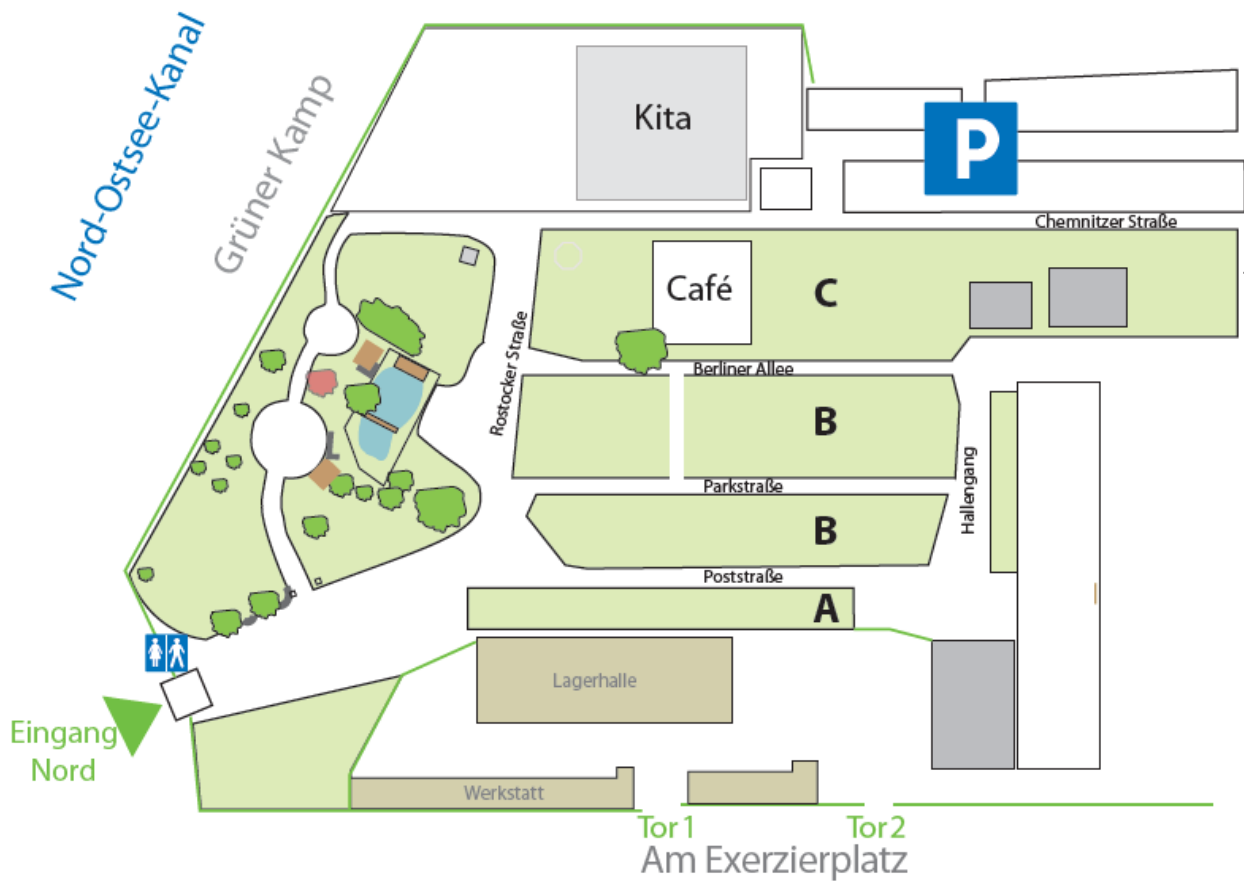 Nord-Ostsee-Kanal
Grüner Kamp
Kita
P
Chemnitzer Straße
Café
C
Rostocker Straße
Berliner Allee
B
Hallengang
Parkstraße
B
Poststraße
A
Lagerhalle
Eingang
Nord
Werkstatt
Tor 1
Tor 2
Am Exerzierplatz